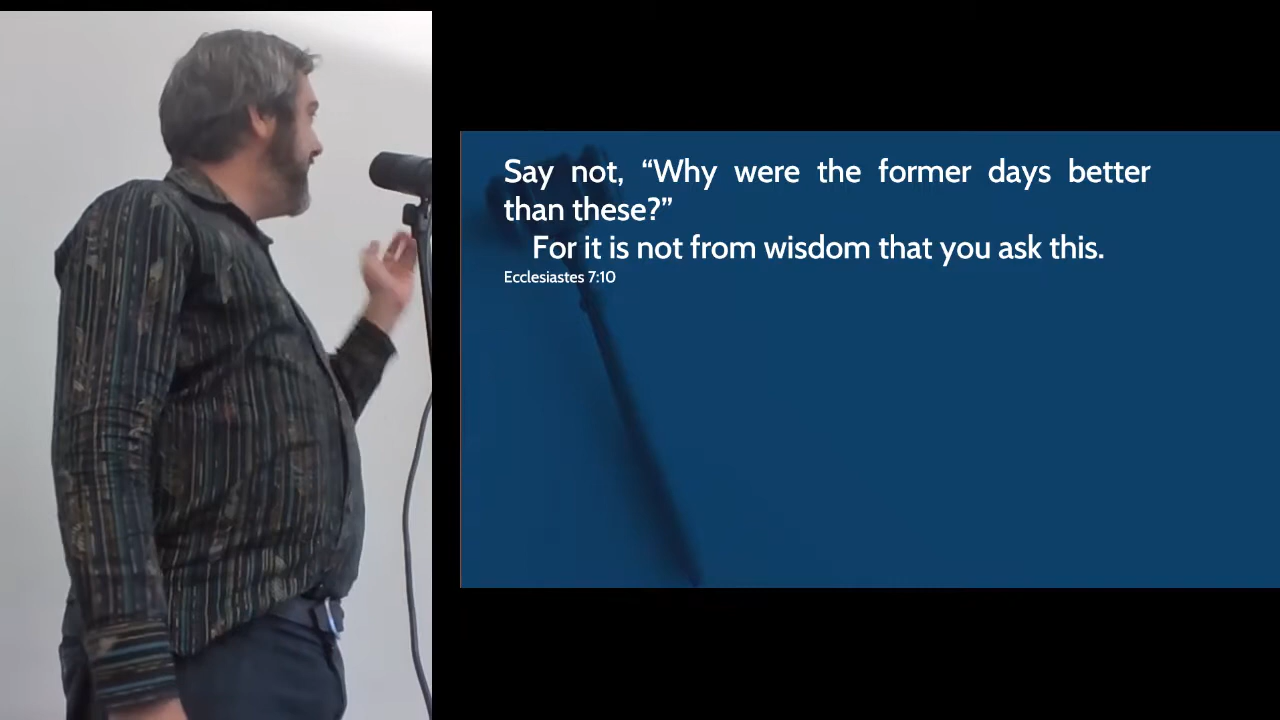 Say not, “Why were the former days better
than these?”
For it is not from wisdom that you ask this.
Ecclesiastes 7:10